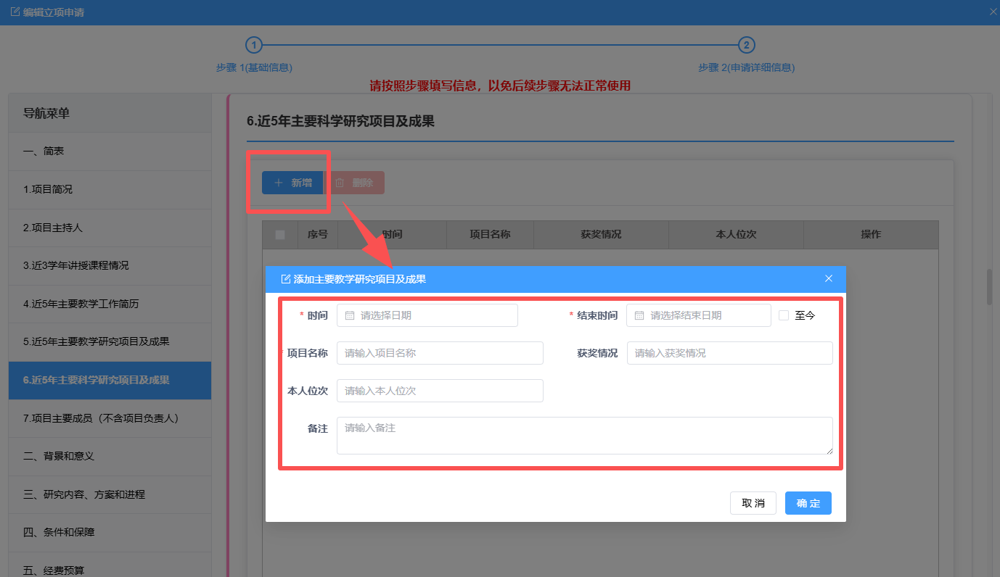 编辑立项申请
1
2
步骤 1(基础信息)
步骤 2(申请详细信息)
请按照步骤填写信息，以免后续步骤无法正常使用
导航菜单
一、简表
1.项目简况
2.项目主持人
3.近3学年讲授课程情况
4.近5年主要教学工作简历
5.近5年主要教学研究项目及成果
6.近5年主要科学研究项目及成果
7.项目主要成员（不含项目负责人）
二、背景和意义
三、研究内容、方案和进程
四、条件和保障
五、经费预算
6.近5年主要科学研究项目及成果
新增 删除
序号 时间 项目名称 获奖情况 本人位次 操作
添加主要教学研究项目及成果
* 时间 请选择日期 * 结束时间 请选择结束日期 至今
* 项目名称 请输入项目名称 获奖情况 请输入获奖情况
本人位次 请输入本人位次
备注 请输入备注
取 消 确 定